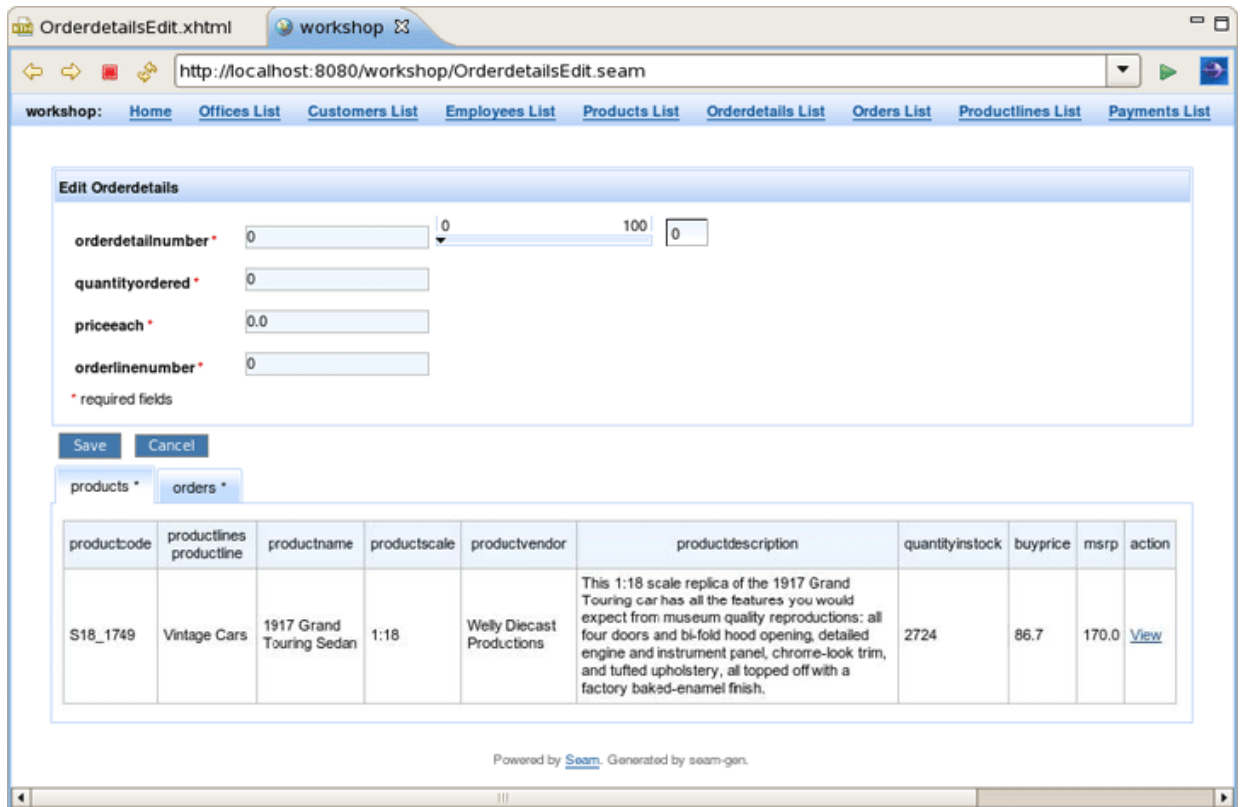 OrderdetailsEdit.xhtml workshop
http://localhost:8080/workshop/OrderdetailsEdit.seam
workshop: Home Offices List Customers List Employees List Products List Orderdetails List Orders List Productlines List Payments List
Edit Orderdetails
orderdetailnumber* 0 0 100 0
quantityordered * 0
priceeach * 0.0
orderlinenumber* 0
* required fields
Save Cancel
products * orders *
productcode productlines productline productname productscale productvendor productdescription quantityinstock buyprice msrp action
S18_1749 Vintage Cars 1917 Grand Touring Sedan 1:18 Welly Diecast Productions
This 1:18 scale replica of the 1917 Grand
Touring car has all the features you would
expect from museum quality reproductions: all
four doors and bi-fold hood opening, detailed
engine and instrument panel, chrome-look trim,
and tufted upholstery, all topped off with a
factory baked-enamel finish.
2724 86.7 170.0 View
Powered by Seam. Generated by seam-gen.